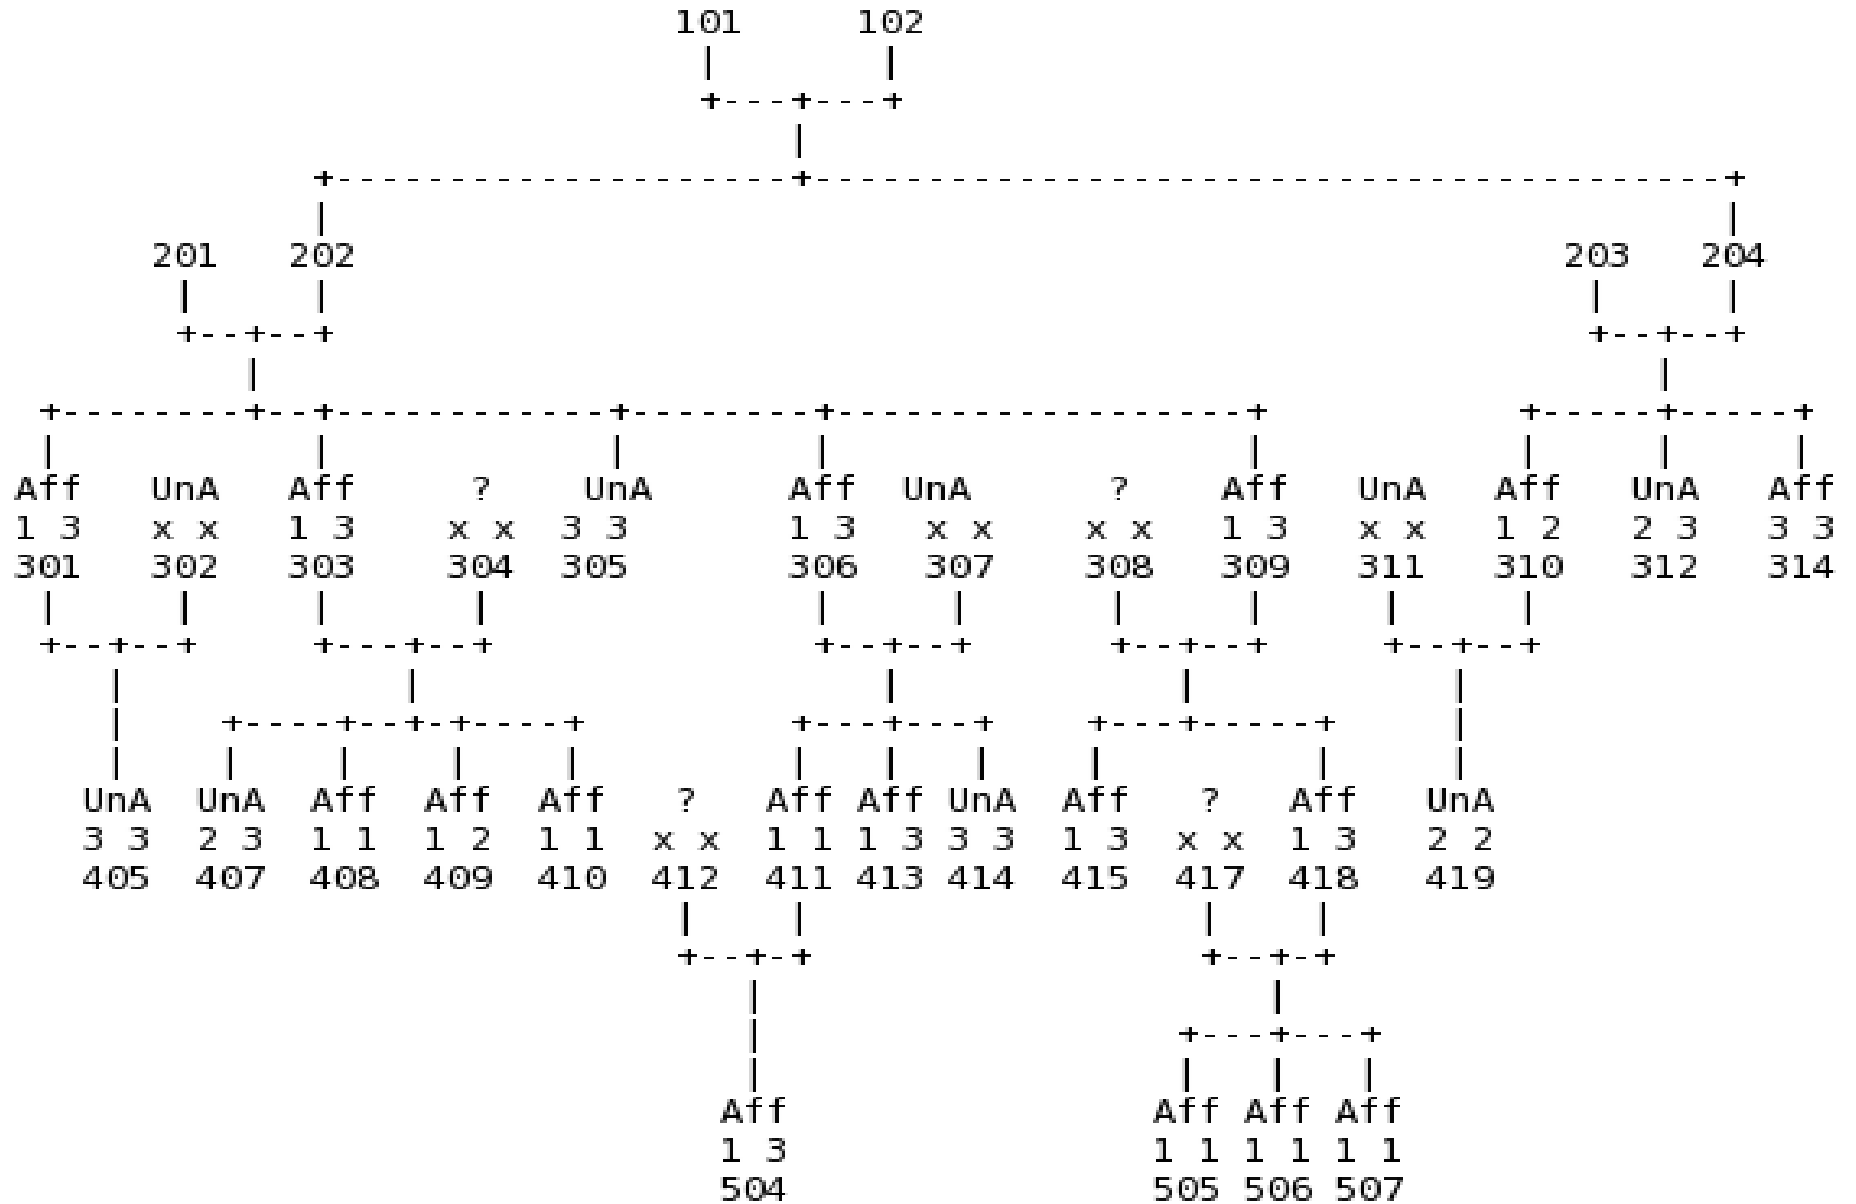 101 102
201 202 203 204
Aff UnA Aff ? UnA Aff UnA ? Aff UnA Aff UnA Aff
1 3 x x 1 3 x x 3 3 1 3 x x x x 1 3 x x 1 2 2 3 3 3
301 302 303 304 305 306 307 308 309 311 310 312 314
UnA UnA Aff Aff Aff ? Aff Aff UnA Aff ? Aff UnA
3 3 2 3 1 1 1 2 1 1 x x 1 1 1 3 3 3 1 3 x x 1 3 2 2
405 407 408 409 410 412 411 413 414 415 417 418 419
Aff Aff Aff Aff
1 3 1 1 1 1 1 1
504 505 506 507